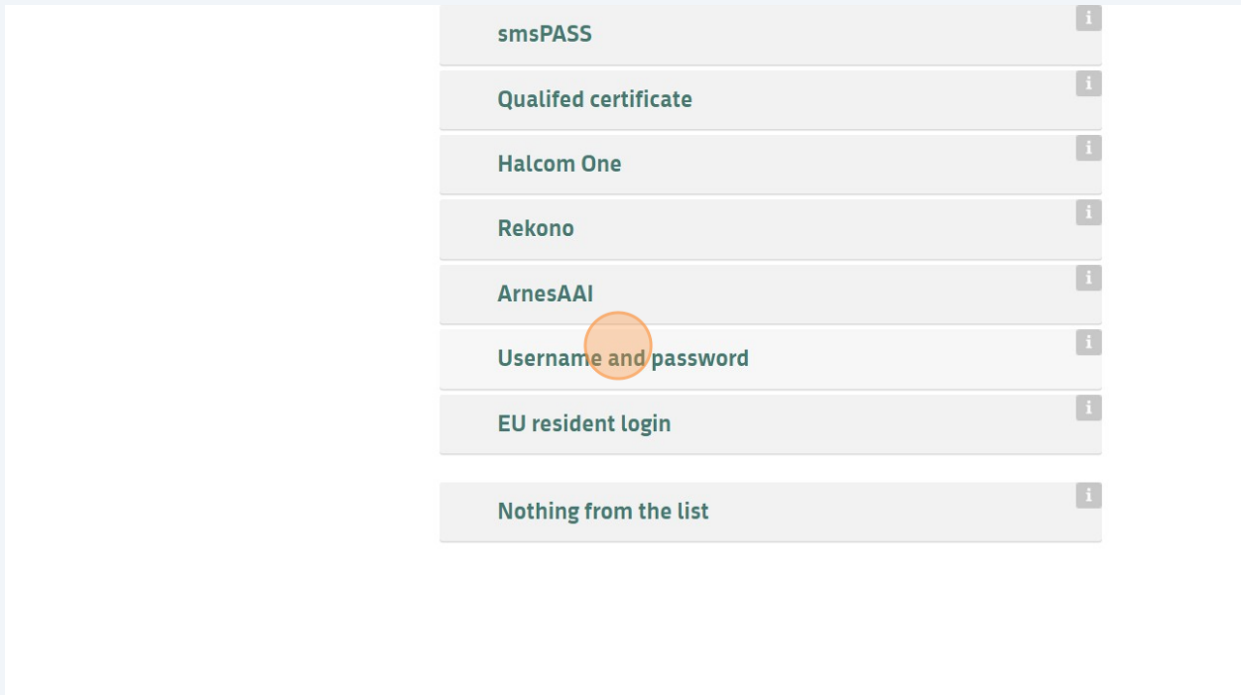 smsPASS
i
Qualifed certificate
i
Halcom One
i
Rekono
i
ArnesAAI
i
Username and password
i
EU resident login
i
Nothing from the list
i